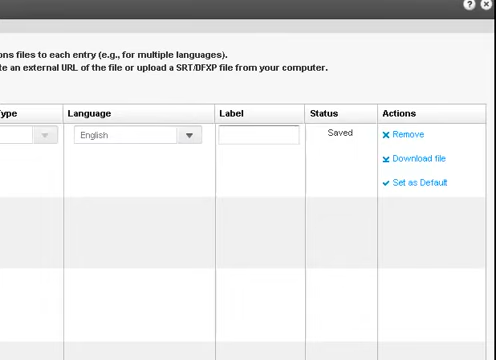 ?
ons files to each entry (e.g., for multiple languages).
te an external URL of the file or upload a SRT/DFXP file from your computer.
ype Language Label Status Actions
English Saved Remove
Download file
Set as Default